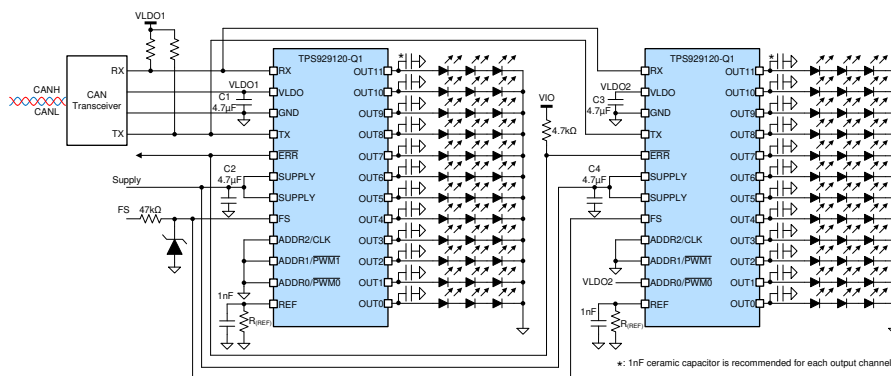 VLDO1
CAN
Transceiver
RX
TX
CANH
CANL
VLDO1
C1
4.7µF
C2
4.7µF
Supply
FS
47kΩ
1nF
R(REF)
TPS929120-Q1
RX
VLDO
GND
TX
ERR
SUPPLY
SUPPLY
FS
ADDR2/CLK
ADDR1/PWM1
ADDR0/PWM0
REF
OUT11
OUT10
OUT9
OUT8
OUT7
OUT6
OUT5
OUT4
OUT3
OUT2
OUT1
OUT0
*
VIO
4.7kΩ
VLDO2
C3
4.7µF
C4
4.7µF
VLDO2
1nF
R(REF)
TPS929120-Q1
RX
VLDO
GND
TX
ERR
SUPPLY
SUPPLY
FS
ADDR2/CLK
ADDR1/PWM1
ADDR0/PWM0
REF
OUT11
OUT10
OUT9
OUT8
OUT7
OUT6
OUT5
OUT4
OUT3
OUT2
OUT1
OUT0
*
*: 1nF ceramic capacitor is recommended for each output channel